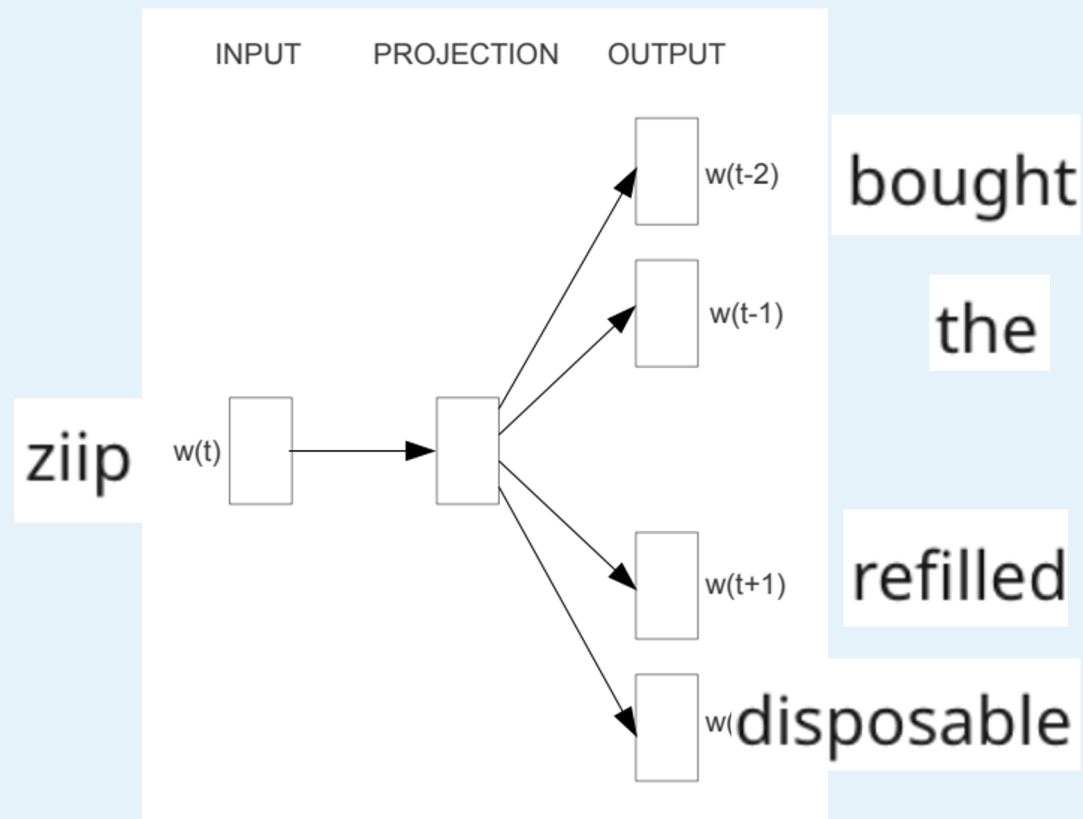 INPUT PROJECTION OUTPUT
w(t-2) bought
w(t-1) the
ziip w(t)
w(t+1) refilled
w( disposable